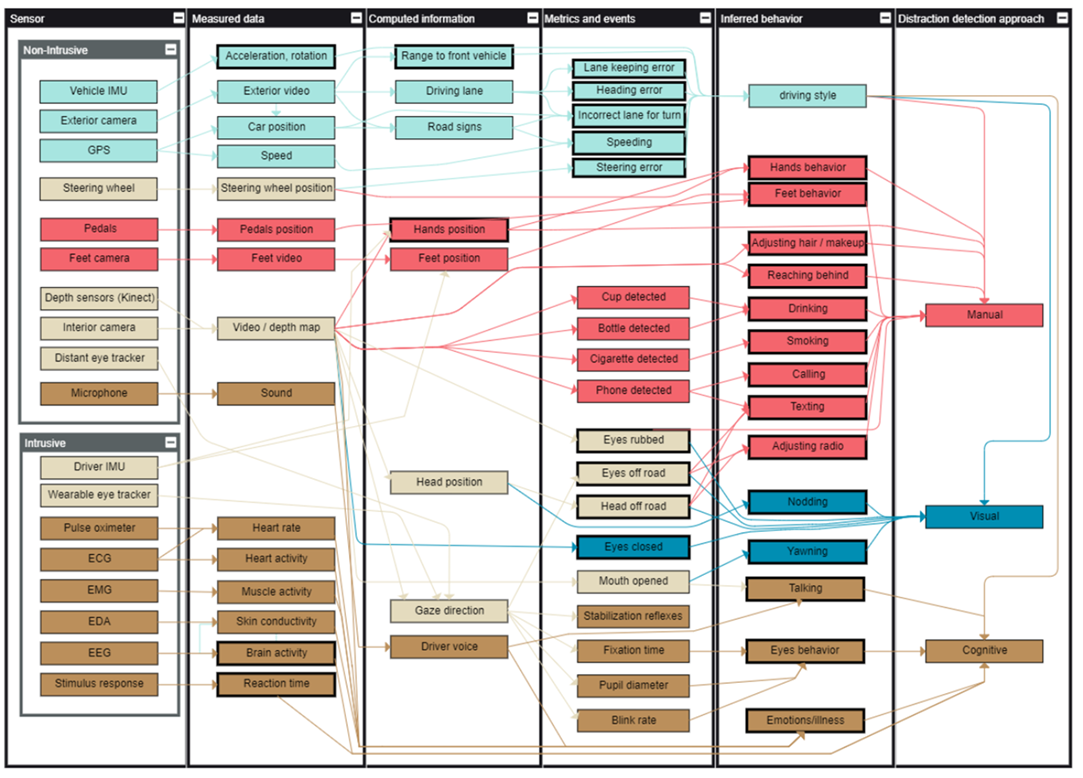 Sensor
Measured data
Computed information
Metrics and events
Inferred behavior
Distraction detection approach
Non-Intrusive
Vehicle IMU
Exterior camera
GPS
Steering wheel
Pedals
Feet camera
Depth sensors (Kinect)
Interior camera
Distant eye tracker
Microphone
Intrusive
Driver IMU
Wearable eye tracker
Pulse oximeter
ECG
EMG
EDA
EEG
Stimulus response
Acceleration, rotation
Exterior video
Car position
Speed
Steering wheel position
Pedals position
Feet video
Video / depth map
Sound
Heart rate
Heart activity
Muscle activity
Skin conductivity
Brain activity
Reaction time
Range to front vehicle
Driving lane
Road signs
Hands position
Feet position
Head position
Gaze direction
Driver voice
Lane keeping error
Heading error
Incorrect lane for turn
Speeding
Steering error
Cup detected
Bottle detected
Cigarette detected
Phone detected
Eyes rubbed
Eyes off road
Head off road
Eyes closed
Mouth opened
Stabilization reflexes
Fixation time
Pupil diameter
Blink rate
driving style
Hands behavior
Feet behavior
Adjusting hair / makeup
Reaching behind
Drinking
Smoking
Calling
Texting
Adjusting radio
Nodding
Yawning
Talking
Eyes behavior
Emotions/illness
Manual
Visual
Cognitive